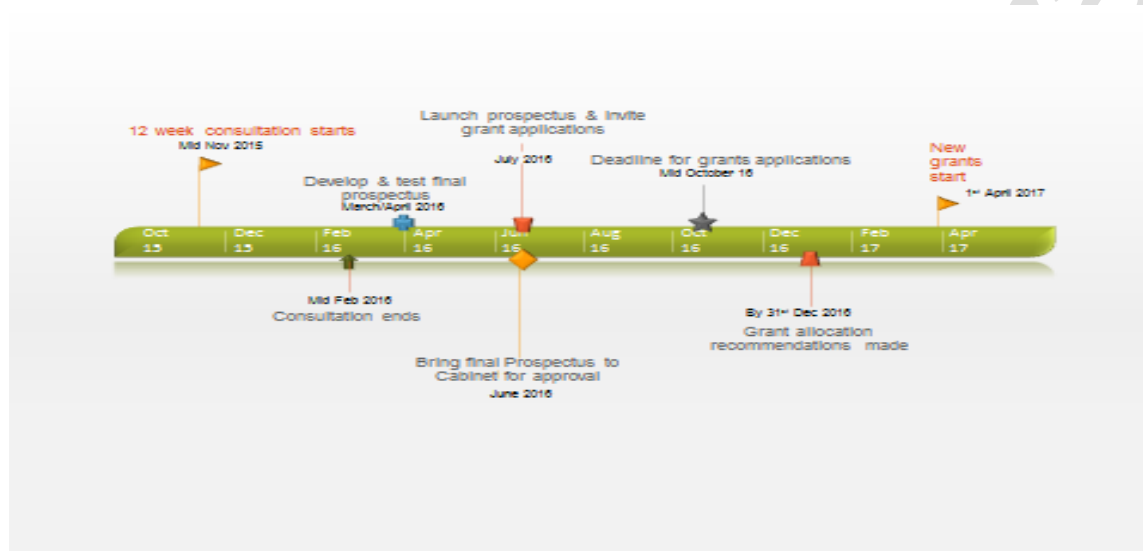 Launch prospectus & Invite
grant applications
July 2016
12 week consultation starts
Mid Nov 2015
Develop & test final
prospectus
March/April 2016
Deadline for grants applications
Mid October 16
New
grants
start
1st April 2017
Oct
15
Dec
15
Feb
16
Apr
16
Jun
16
Aug
16
Oct
16
Dec
16
Feb
17
Apr
17
Mid Feb 2016
Consultation ends
By 31st Dec 2016
Grant allocation
recommendations made
Bring final Prospectus to
Cabinet for approval
June 2016